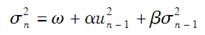 σ²ₙ = ω + αu²ₙ₋₁ + βσ²ₙ₋₁